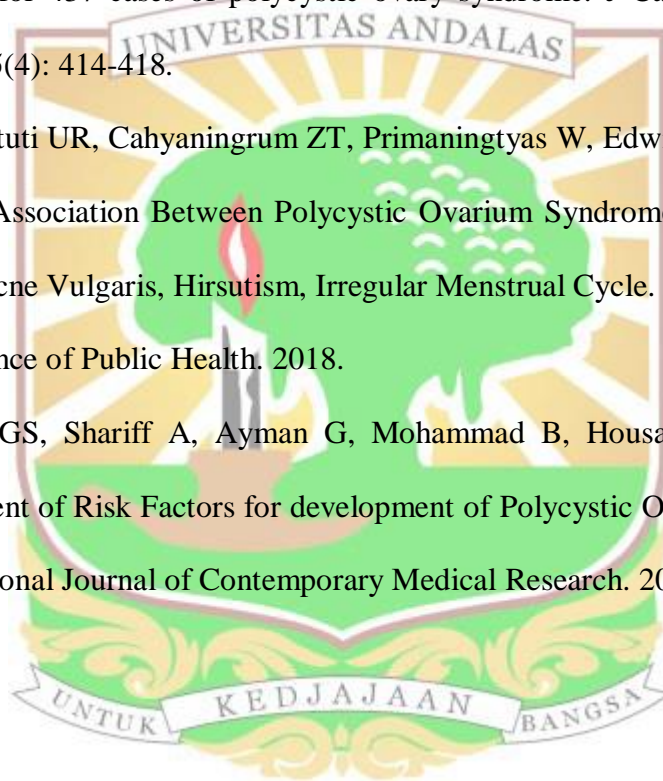 UNIVERSITAS ANDALAS
5(4): 414-418.
tuti UR, Cahyaningrum ZT, Primaningtyas W, Edw
Association Between Polycystic Ovarium Syndrome
cne Vulgaris, Hirsutism, Irregular Menstrual Cycle.
nce of Public Health. 2018.
GS, Shariff A, Ayman G, Mohammad B, Housa
ent of Risk Factors for development of Polycystic O
onal Journal of Contemporary Medical Research. 20
UNTUK KEDJAJAAN BANGSA